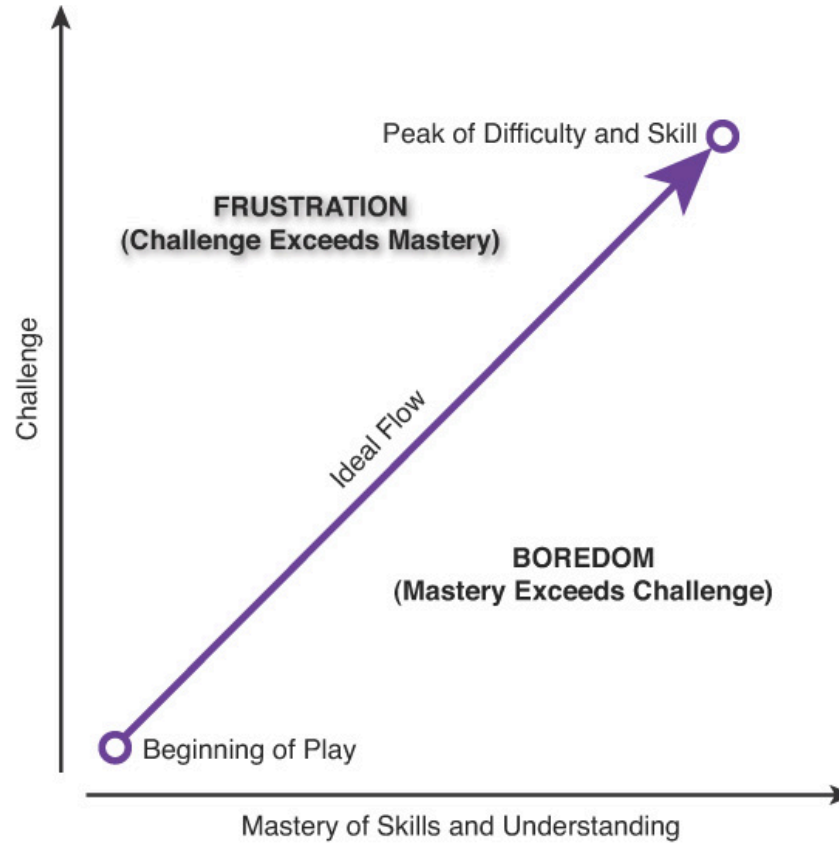 Peak of Difficulty and Skill
FRUSTRATION
(Challenge Exceeds Mastery)
Challenge
Ideal Flow
BOREDOM
(Mastery Exceeds Challenge)
Beginning of Play
Mastery of Skills and Understanding